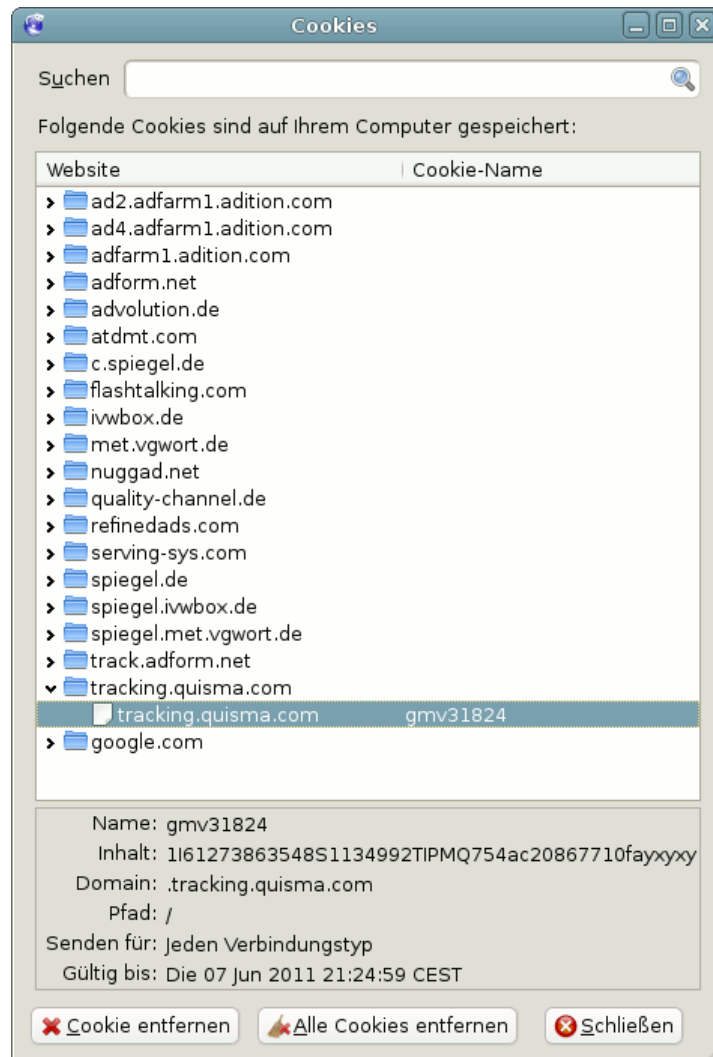 Cookies
Suchen
Folgende Cookies sind auf Ihrem Computer gespeichert:
Website Cookie-Name
ad2.adfarm1.adition.com
ad4.adfarm1.adition.com
adfarm1.adition.com
adform.net
advolution.de
atdmt.com
c.spiegel.de
flashtalking.com
ivwbox.de
met.vgwort.de
nuggad.net
quality-channel.de
refinedads.com
serving-sys.com
spiegel.de
spiegel.ivwbox.de
spiegel.met.vgwort.de
track.adform.net
tracking.quisma.com
tracking.quisma.com gmv31824
google.com
Name: gmv31824
Inhalt: 1I61273863548S1134992TIPMQ754ac20867710fayxyxy
Domain: .tracking.quisma.com
Pfad: /
Senden für: Jeden Verbindungstyp
Gültig bis: Die 07 Jun 2011 21:24:59 CEST
Cookie entfernen Alle Cookies entfernen Schließen